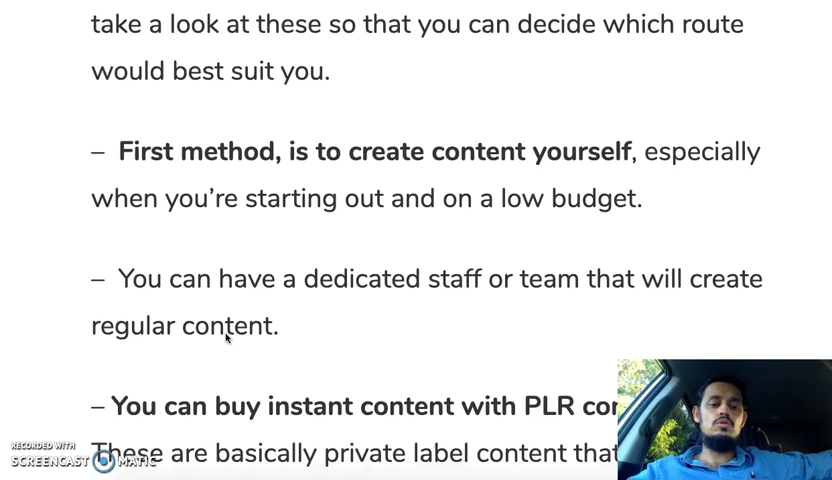 take a look at these so that you can decide which route
would best suit you.
– First method, is to create content yourself, especially
when you’re starting out and on a low budget.
– You can have a dedicated staff or team that will create
regular content.
– You can buy instant content with PLR
These are basically private label content
RECORDED WITH
SCREENCAST MATIC